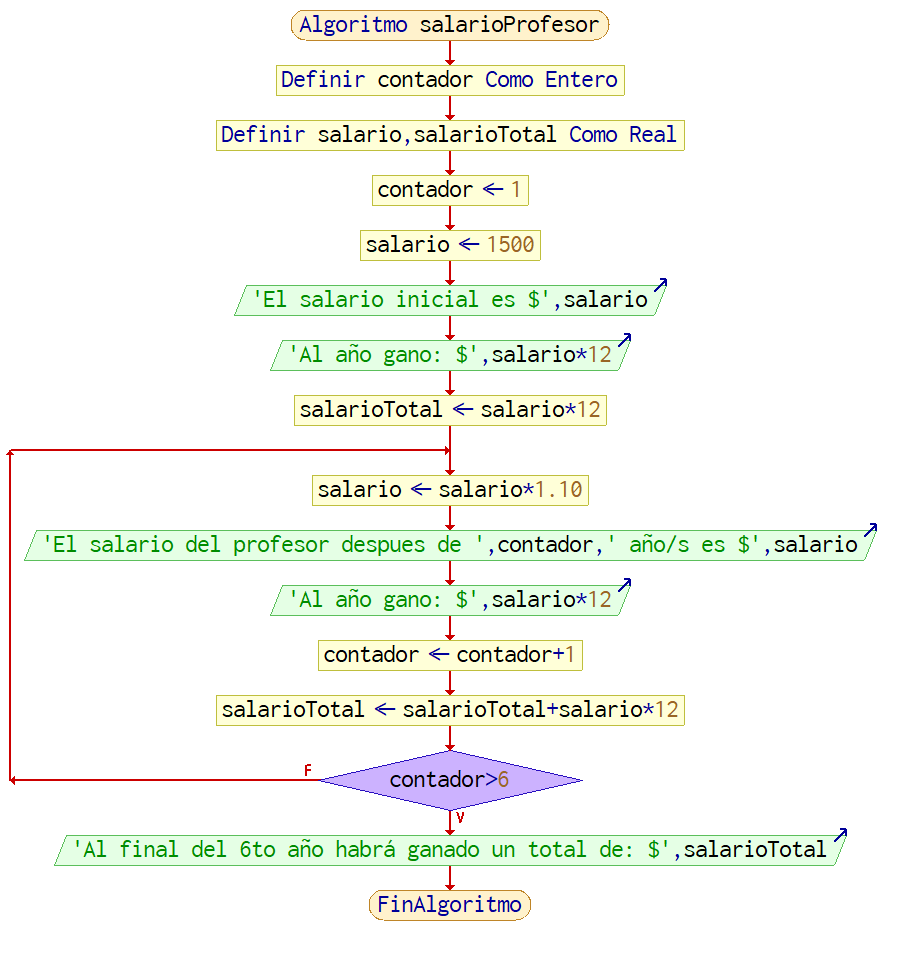 Algoritmo salarioProfesor
Definir contador Como Entero
Definir salario,salarioTotal Como Real
contador ← 1
salario ← 1500
'El salario inicial es $',salario
'Al año gano: $',salario*12
salarioTotal ← salario*12
salario ← salario*1.10
'El salario del profesor despues de ',contador,' año/s es $',salario
'Al año gano: $',salario*12
contador ← contador+1
salarioTotal ← salarioTotal+salario*12
F
contador>6
V
'Al final del 6to año habrá ganado un total de: $',salarioTotal
FinAlgoritmo